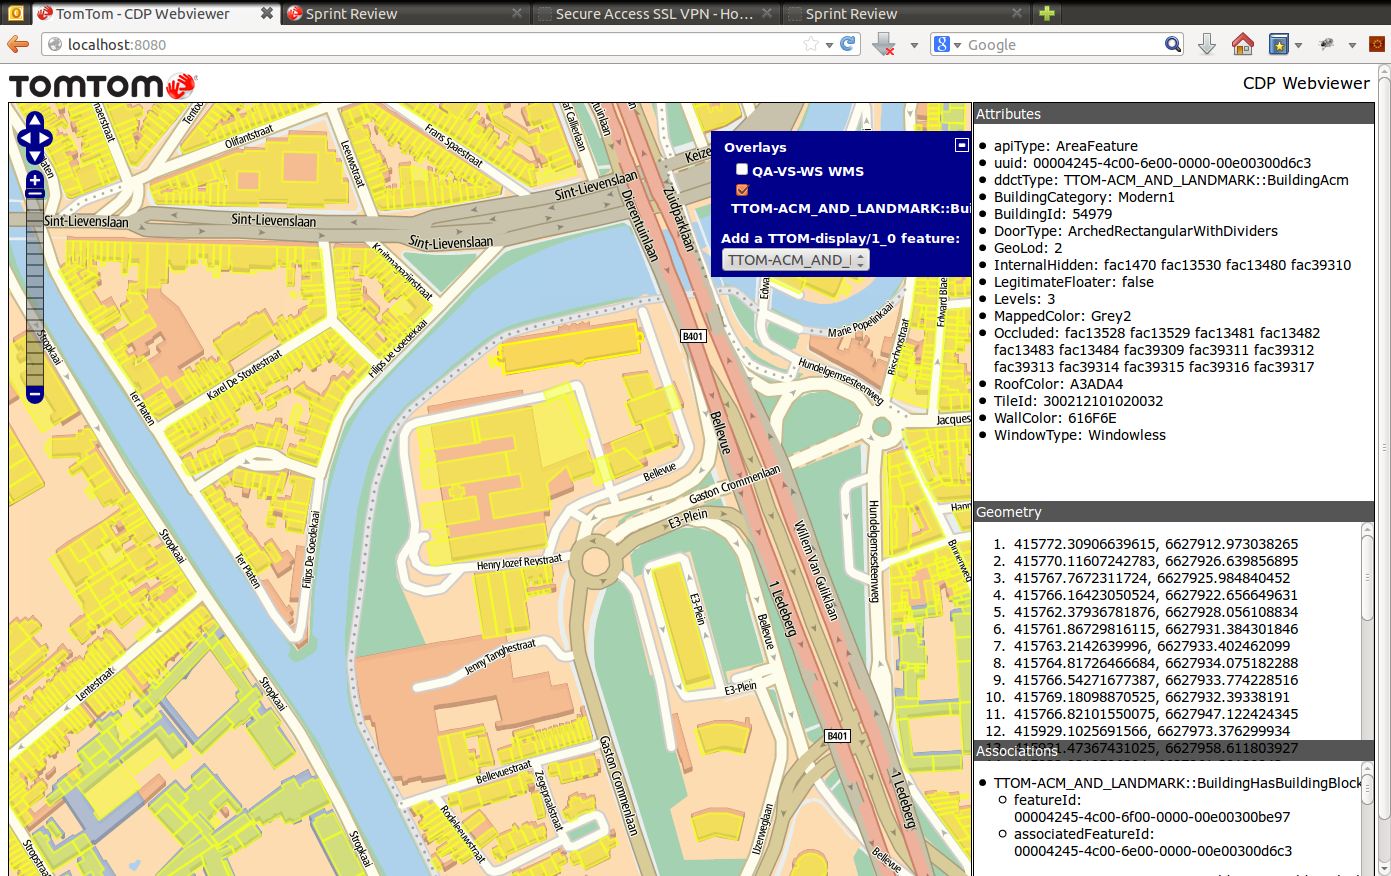 TomTom - CDP Webviewer
Sprint Review
Secure Access SSL VPN - Ho...
Sprint Review
localhost:8080
Google
TOMTOM
CDP Webviewer
Olifantstraat
Leeuwstraat
Frans Spaestraat
Sint-Lievenslaan
Sint-Lievenslaan
Sint-Lievenslaan
Sint-Lievenslaan
Keize
Zuidparklaan
Dierentuinlaan
Kruitmagazijnstraat
Overlays
QA-VS-WS WMS
TTOM-ACM_AND_LANDMARK::Bui
Add a TTOM-display/1_0 feature:
TTOM-ACM_AND_
Edward Blae
Marie Popelinkaai
B401
Stropkaai
Filips De Goedekaai
Karel De Stoutestraat
Ter Platen
Hundelgemsesteenweg
Risschonstraat
Jacques
Bellevue
Bellevue
Gaston Crommenlaan
E3-Plein
Hundelgemsesteenweg
Willem Van Guliklaan
Stropkaai
Ter Platen
Filips De Goedekaai
Henry Jozef Reystraat
E3-Plein
1 Ledeberg
Bellevue
Binnenweg
Jenny Tanghestraat
E3-Plein
Lentestraat
Stropkaai
B401
Bellevuestraat
Zegepraalstraat
Gaston Crommenlaan
1 Ledeberg
Rodeleeuwstraat
IJzerweglaan
Stropstraat
Stropkaai
Bellevue
Attributes
apiType: AreaFeature
uuid: 00004245-4c00-6e00-0000-00e00300d6c3
ddctType: TTOM-ACM_AND_LANDMARK::BuildingAcm
BuildingCategory: Modern1
BuildingId: 54979
DoorType: ArchedRectangularWithDividers
GeoLod: 2
InternalHidden: fac1470 fac13530 fac13480 fac39310
LegitimateFloater: false
Levels: 3
MappedColor: Grey2
Occluded: fac13528 fac13529 fac13481 fac13482
fac13483 fac13484 fac39309 fac39311 fac39312
fac39313 fac39314 fac39315 fac39316 fac39317
RoofColor: A3ADA4
TileId: 300212101020032
WallColor: 616F6E
WindowType: Windowless
Geometry
1. 415772.30906639615, 6627912.973038265
2. 415770.11607242783, 6627926.639856895
3. 415767.7672311724, 6627925.984840452
4. 415766.16423050524, 6627922.656649631
5. 415762.37936781876, 6627928.056108834
6. 415761.86729816115, 6627931.384301846
7. 415763.2142639996, 6627933.402462099
8. 415764.81726466684, 6627934.075182288
9. 415766.54271677387, 6627933.774228516
10. 415769.18098870525, 6627932.39338191
11. 415766.82101550075, 6627947.122424345
12. 415929.1025691566, 6627973.376299934
Associations
TTOM-ACM_AND_LANDMARK::BuildingHasBuildingBlock
featureId:
00004245-4c00-6f00-0000-00e00300be97
associatedFeatureId:
00004245-4c00-6e00-0000-00e00300d6c3